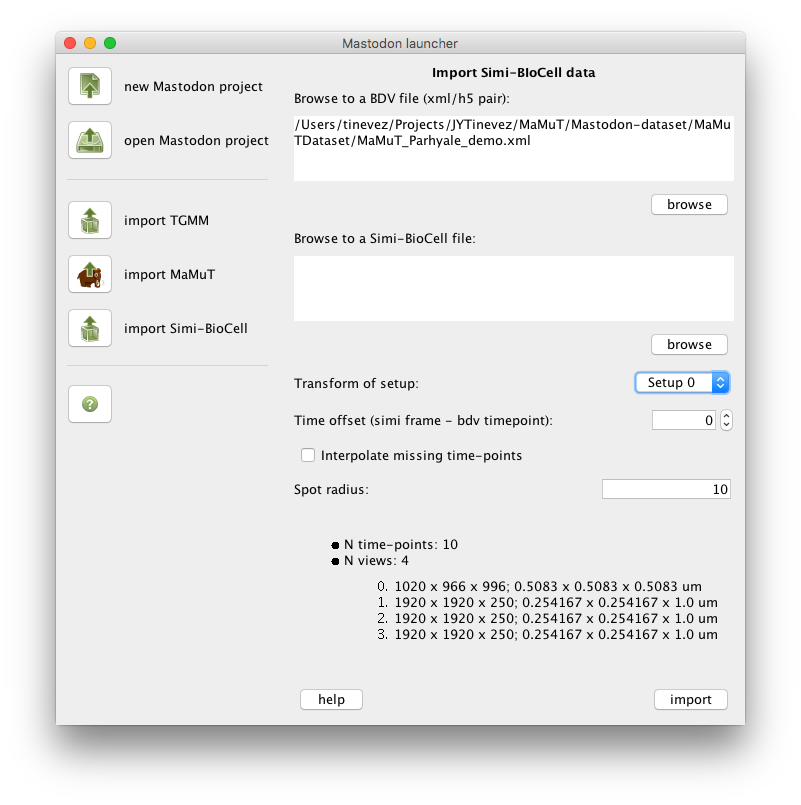 Mastodon launcher
new Mastodon project
open Mastodon project
import TGMM
import MaMuT
import Simi-BioCell
?
Import Simi-BIoCell data
Browse to a BDV file (xml/h5 pair):
/Users/tinevez/Projects/JYTinevez/MaMuT/Mastodon-dataset/MaMu
TDataset/MaMuT_Parhyale_demo.xml
browse
Browse to a Simi-BioCell file:
browse
Transform of setup:
Setup 0
Time offset (simi frame - bdv timepoint):
0
Interpolate missing time-points
Spot radius:
10
● N time-points: 10
● N views: 4
0. 1020 x 966 x 996; 0.5083 x 0.5083 x 0.5083 um
1. 1920 x 1920 x 250; 0.254167 x 0.254167 x 1.0 um
2. 1920 x 1920 x 250; 0.254167 x 0.254167 x 1.0 um
3. 1920 x 1920 x 250; 0.254167 x 0.254167 x 1.0 um
help
import